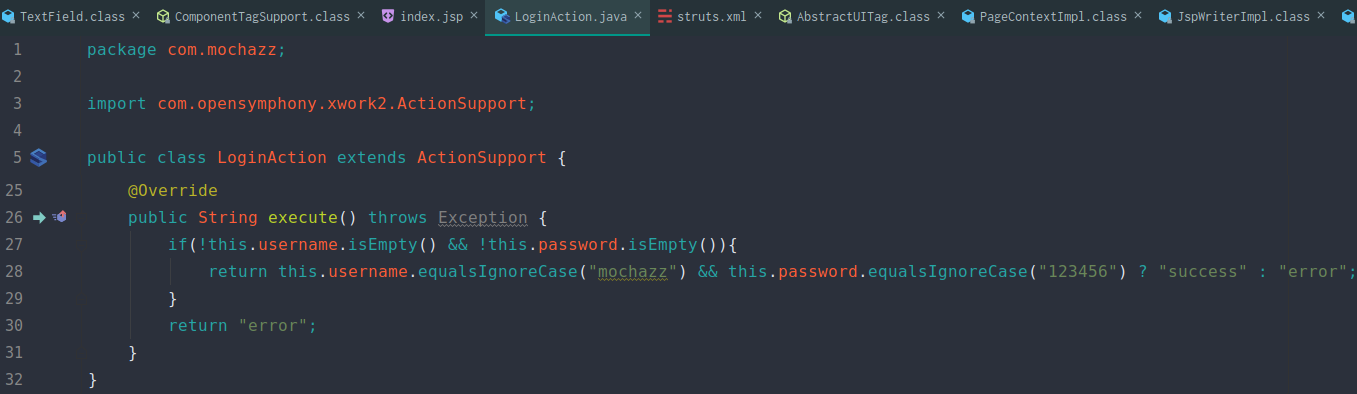 TextField.class × ComponentTagSupport.class × index.jsp × LoginAction.java × struts.xml × AbstractUITag.class × PageContextImpl.class × JspWriterImpl.class ×
1 package com.mochazz;
2
3 import com.opensymphony.xwork2.ActionSupport;
4
5 public class LoginAction extends ActionSupport {
25 @Override
26 public String execute() throws Exception {
27 if(!this.username.isEmpty() && !this.password.isEmpty()){
28 return this.username.equalsIgnoreCase("mochazz") && this.password.equalsIgnoreCase("123456") ? "success" : "error";
29 }
30 return "error";
31 }
32 }